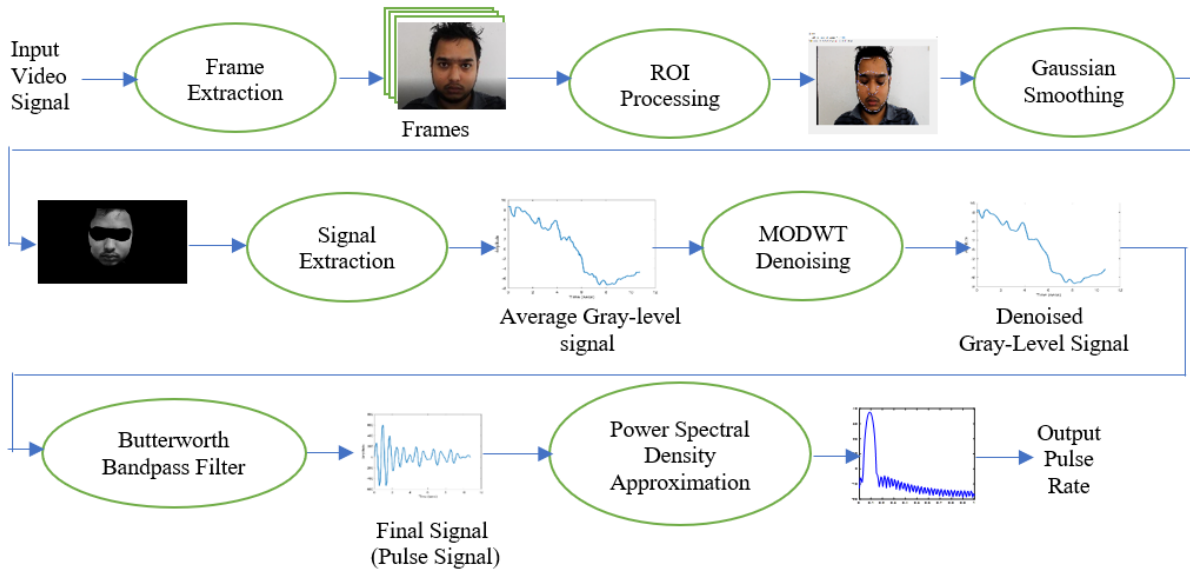 Input
Video
Signal
Frame
Extraction
Frames
ROI
Processing
Gaussian
Smoothing
Signal
Extraction
Average Gray-level
signal
MODWT
Denoising
Denoised
Gray-Level Signal
Butterworth
Bandpass Filter
Final Signal
(Pulse Signal)
Power Spectral
Density
Approximation
Output
Pulse
Rate